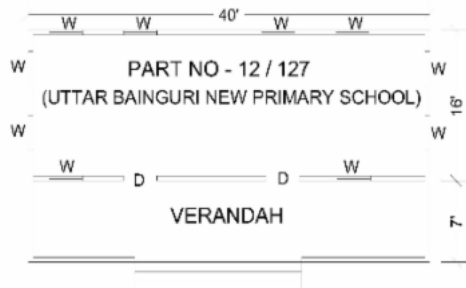 40'
W W W W
W PART NO - 12 / 127 W
(UTTAR BAINGURI NEW PRIMARY SCHOOL)
16'
W W
W D D W
VERANDAH 7'